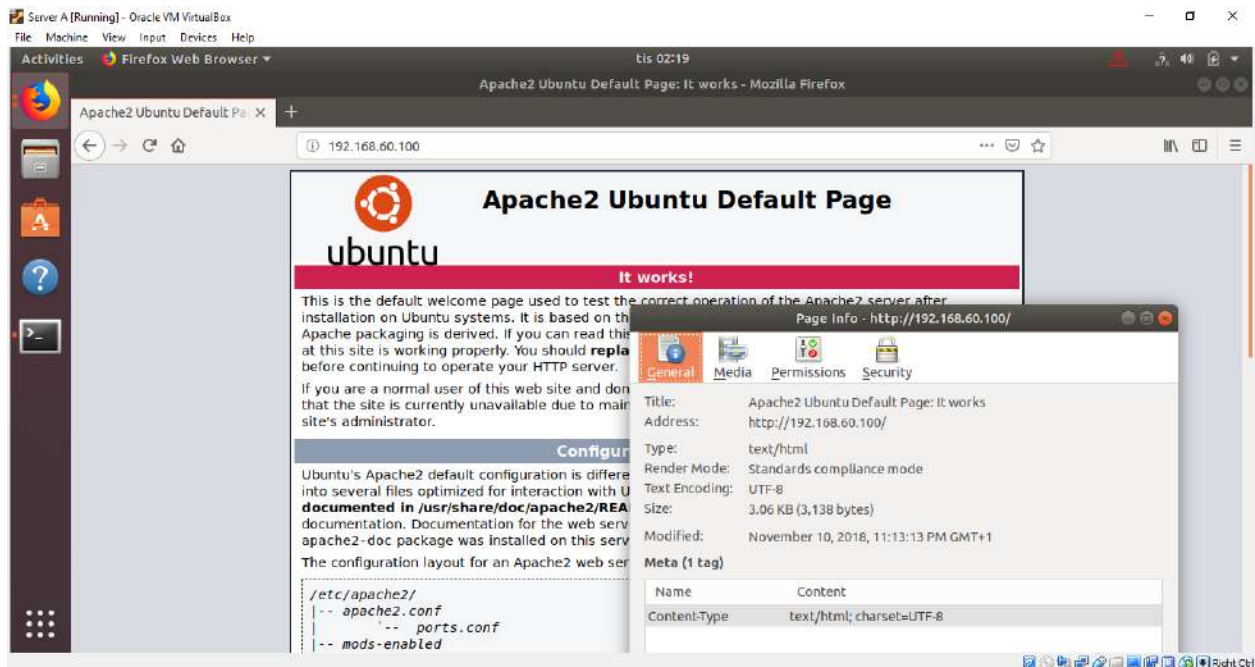 Server A [Running] - Oracle VM VirtualBox
File Machine View Input Devices Help
Activities Firefox Web Browser tis 02:19
Apache2 Ubuntu Default Page: It works - Mozilla Firefox
Apache2 Ubuntu Default Pa
192.168.60.100
ubuntu
Apache2 Ubuntu Default Page
It works!
This is the default welcome page used to test the correct operation of the Apache2 server after
installation on Ubuntu systems. It is based on th
Apache packaging is derived. If you can read this
at this site is working properly. You should repla
before continuing to operate your HTTP server.
If you are a normal user of this web site and don
that the site is currently unavailable due to main
site's administrator.
Configur
Ubuntu's Apache2 default configuration is differe
into several files optimized for interaction with U
documented in /usr/share/doc/apache2/REA
documentation. Documentation for the web serv
apache2-doc package was installed on this serv
The configuration layout for an Apache2 web ser
/etc/apache2/
|-- apache2.conf
| `-- ports.conf
|-- mods-enabled
Page Info - http://192.168.60.100/
General Media Permissions Security
Title: Apache2 Ubuntu Default Page: It works
Address: http://192.168.60.100/
Type: text/html
Render Mode: Standards compliance mode
Text Encoding: UTF-8
Size: 3.06 KB (3,138 bytes)
Modified: November 10, 2018, 11:13:13 PM GMT+1
Meta (1 tag)
Name Content
Content-Type text/html; charset=UTF-8
Right Ctrl